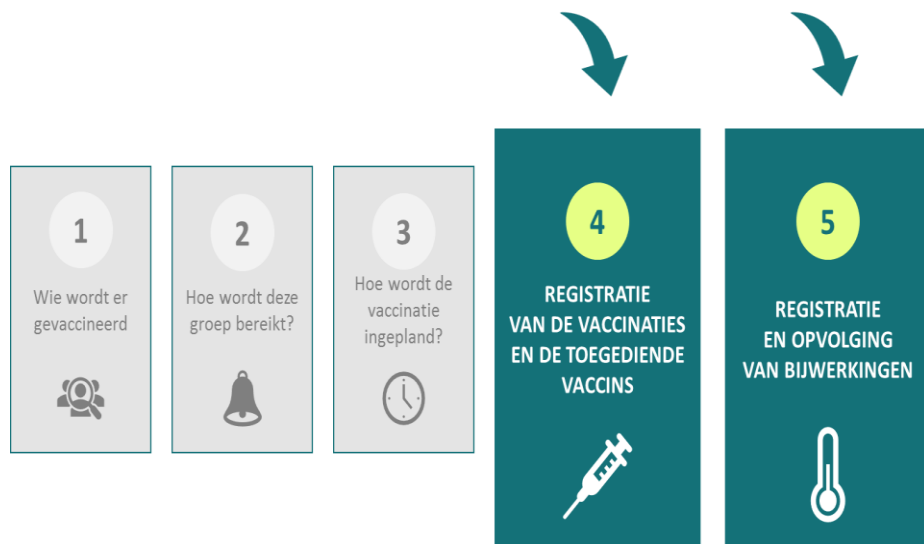 1
Wie wordt er
gevaccineerd
2
Hoe wordt deze
groep bereikt?
3
Hoe wordt de
vaccinatie
ingepland?
4
REGISTRATIE
VAN DE VACCINATIES
EN DE TOEGEDIENDE
VACCINS
5
REGISTRATIE
EN OPVOLGING
VAN BIJWERKINGEN